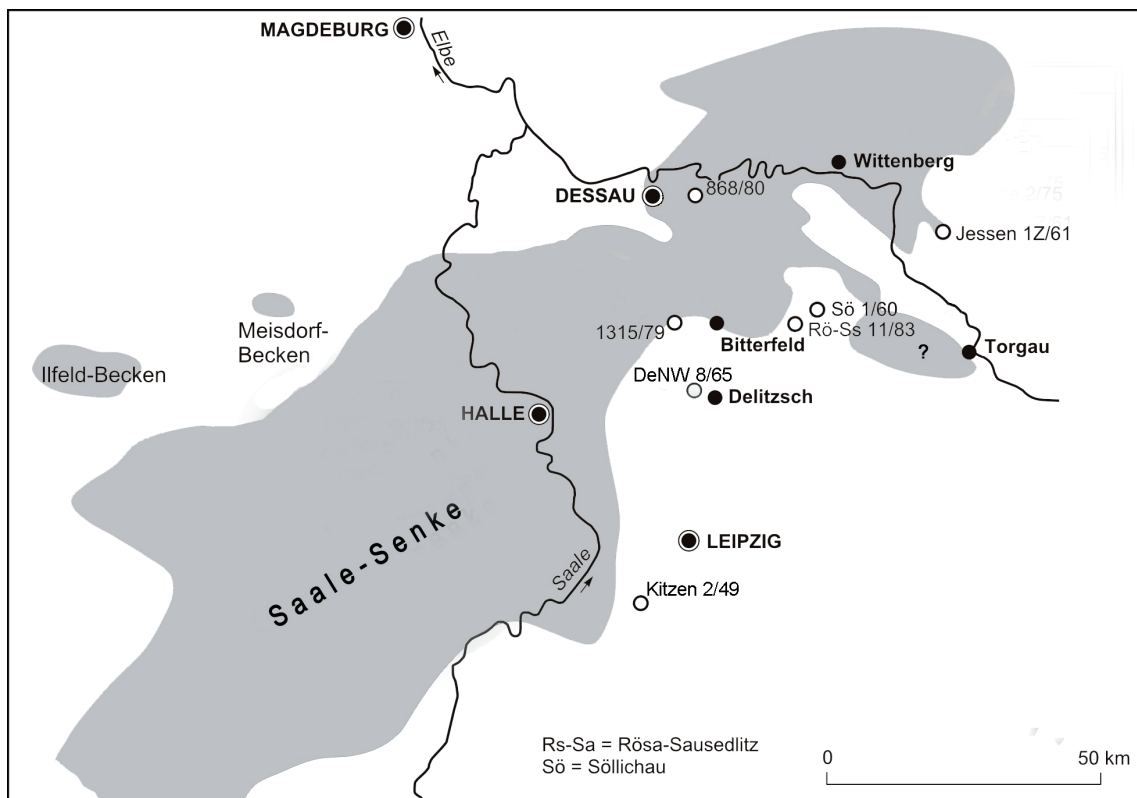 MAGDEBURG
Elbe
Wittenberg
DESSAU
868/80
2/75
Jessen 1Z/61
Meisdorf-
Becken
Ilfeld-Becken
1315/79
Bitterfeld
Sö 1/60
Rö-Ss 11/83
?
Torgau
DeNW 8/65
Delitzsch
HALLE
Saale-Senke
LEIPZIG
Saale
Kitzen 2/49
Rs-Sa = Rösa-Sausedlitz
Sö = Söllichau
0 50 km